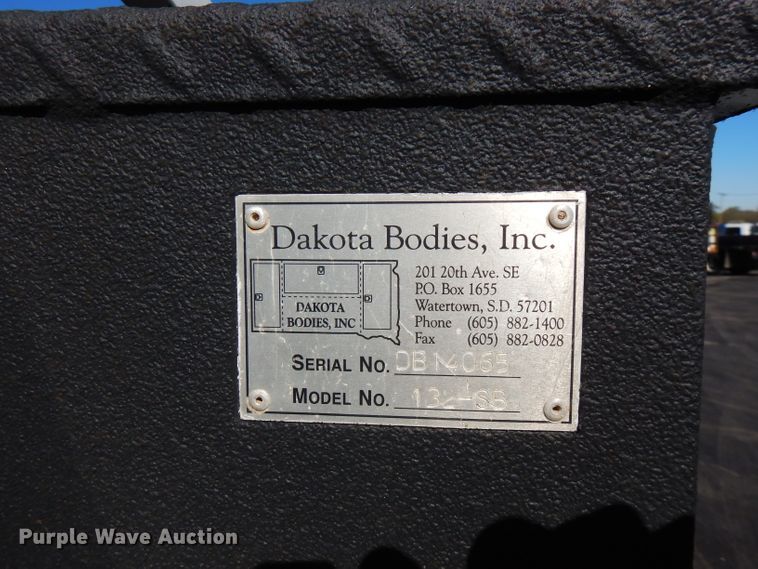 Dakota Bodies, Inc.
DAKOTA
BODIES, INC
201 20th Ave. SE
P.O. Box 1655
Watertown, S.D. 57201
Phone (605) 882-1400
Fax (605) 882-0828
SERIAL NO.
MODEL NO.
Purple Wave Auction